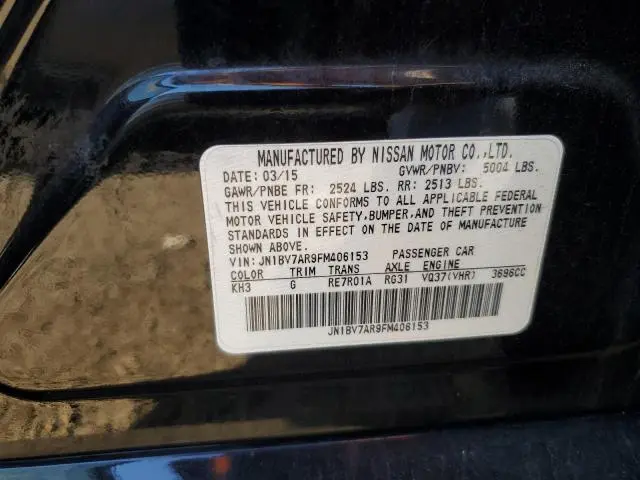 MANUFACTURED BY NISSAN MOTOR CO.,LTD.
DATE: 03/15 GVWR/PNBV: 5004 LBS.
GAWR/PNBE FR: 2524 LBS. RR: 2513 LBS.
THIS VEHICLE CONFORMS TO ALL APPLICABLE FEDERAL
MOTOR VEHICLE SAFETY,BUMPER,AND THEFT PREVENTION
STANDARDS IN EFFECT ON THE DATE OF MANUFACTURE
SHOWN ABOVE.
VIN: JN1BV7AR9FM406153 PASSENGER CAR
COLOR TRIM TRANS AXLE ENGINE
KH3 G RE7R01A RG31 VQ37(VHR) 3696CC
JN1BV7AR9FM406153